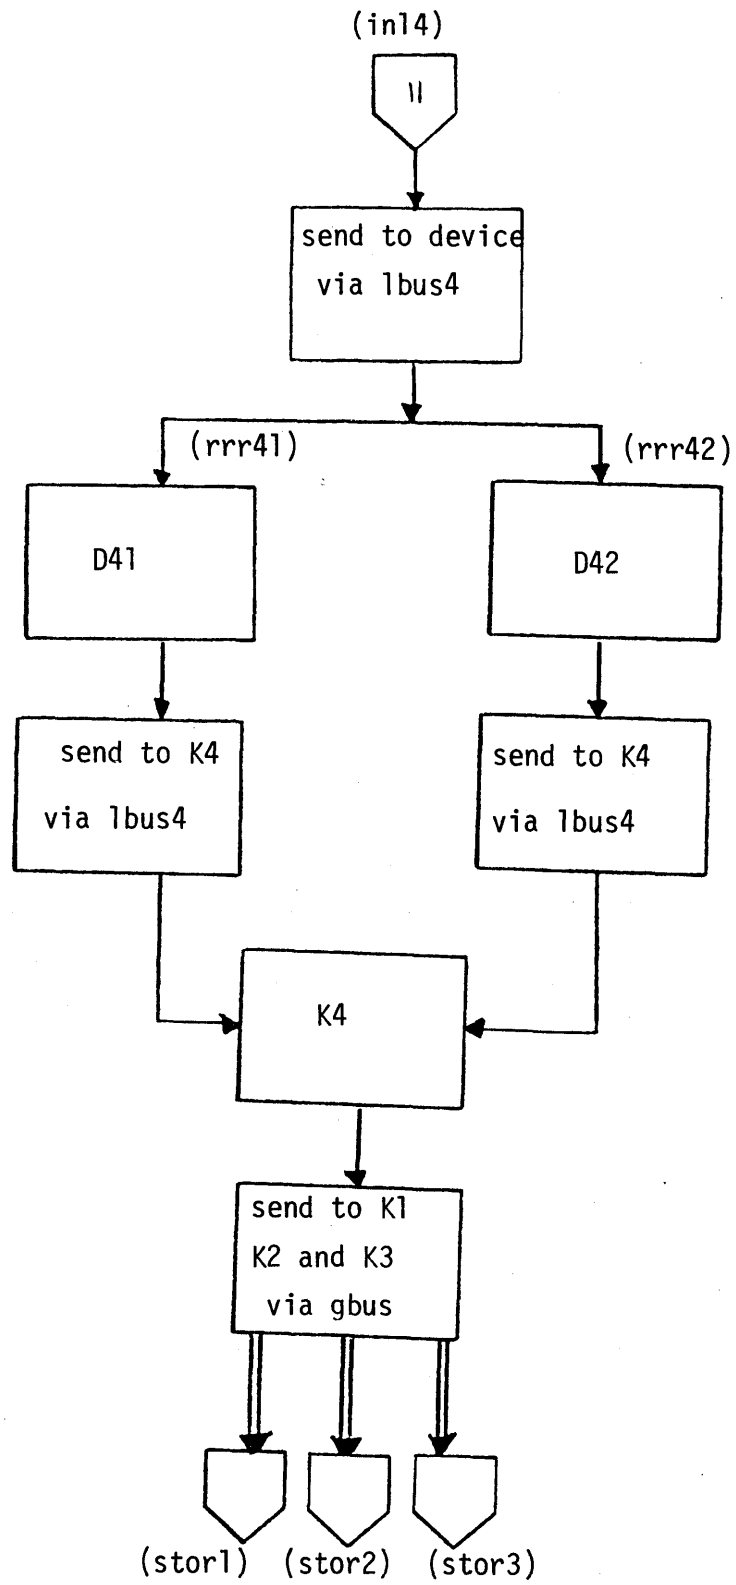 (in14)
11
send to device
via lbus4
(rrr41)
(rrr42)
D41
D42
send to K4
via lbus4
send to K4
via lbus4
K4
send to K1
K2 and K3
via gbus
(stor1)
(stor2)
(stor3)